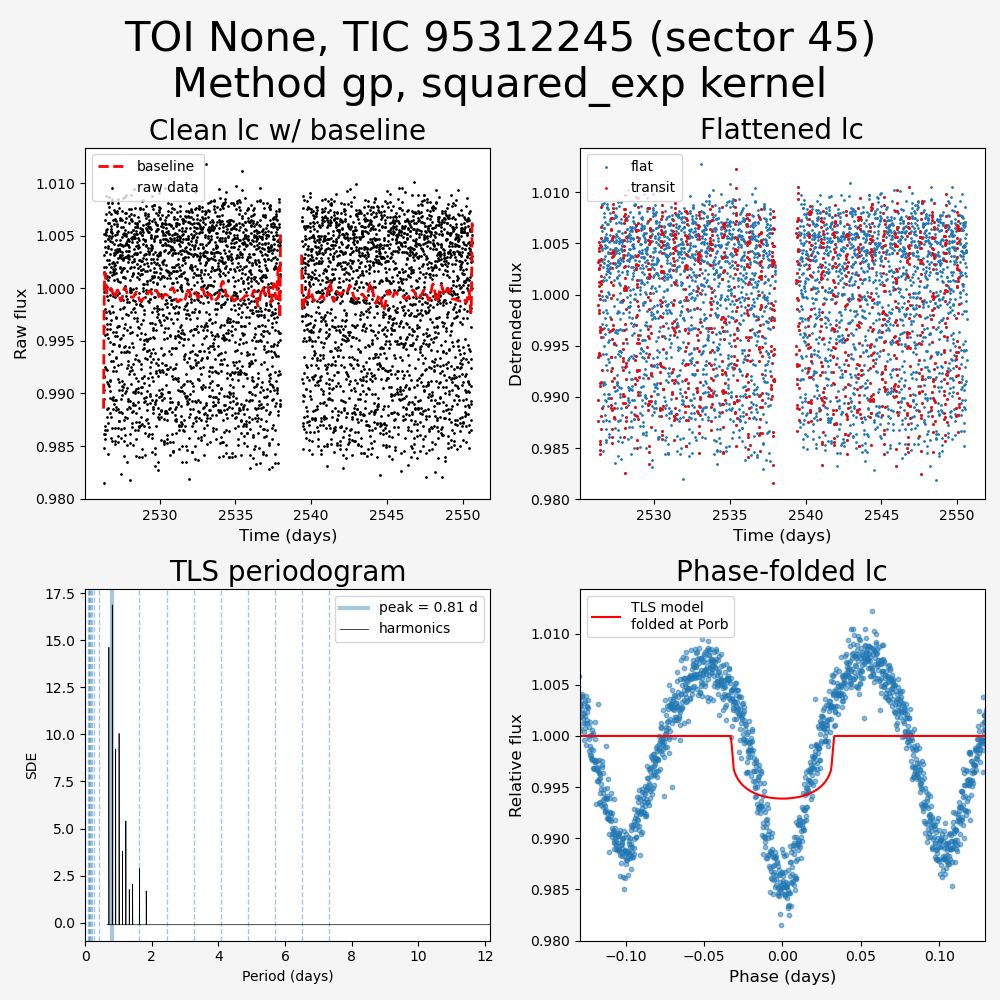 TOI None, TIC 95312245 (sector 45)
Method gp, squared_exp kernel
Clean lc w/ baseline
baseline
raw data
1.010
1.005
1.000
0.995
0.990
0.985
0.980
Raw flux
2530
2535
2540
2545
2550
Time (days)
Flattened lc
flat
transit
1.010
1.005
1.000
0.995
0.990
0.985
0.980
Detrended flux
2530
2535
2540
2545
2550
Time (days)
TLS periodogram
peak = 0.81 d
harmonics
17.5
15.0
12.5
10.0
7.5
5.0
2.5
0.0
SDE
0
2
4
6
8
10
12
Period (days)
Phase-folded lc
TLS model
folded at Porb
1.010
1.005
1.000
0.995
0.990
0.985
0.980
Relative flux
−0.10
−0.05
0.00
0.05
0.10
Phase (days)